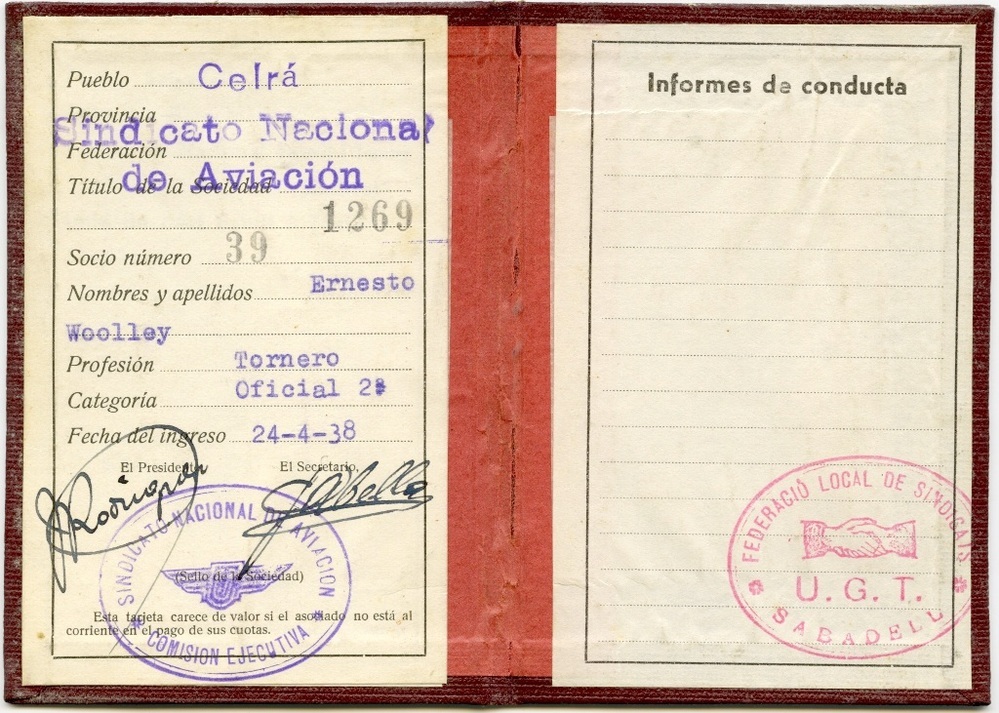 Pueblo Celrá
Provincia
Sindicato Nacional
Federación
de Aviación
Título de la Sociedad
1269
Socio número 39
Nombres y apellidos Ernesto
Woolley
Profesión Tornero
Categoría Oficial 2ª
Fecha del ingreso 24-4-38
El Presidente, El Secretario,
SINDICATO NACIONAL DE AVIACION
(Sello de la Sociedad)
Esta tarjeta carece de valor si el asociado no está al
corriente en el pago de sus cuotas.
COMISION EJECUTIVA
Informes de conducta
FEDERACIÓ LOCAL DE SINDICATS
U. G. T.
SABADELL